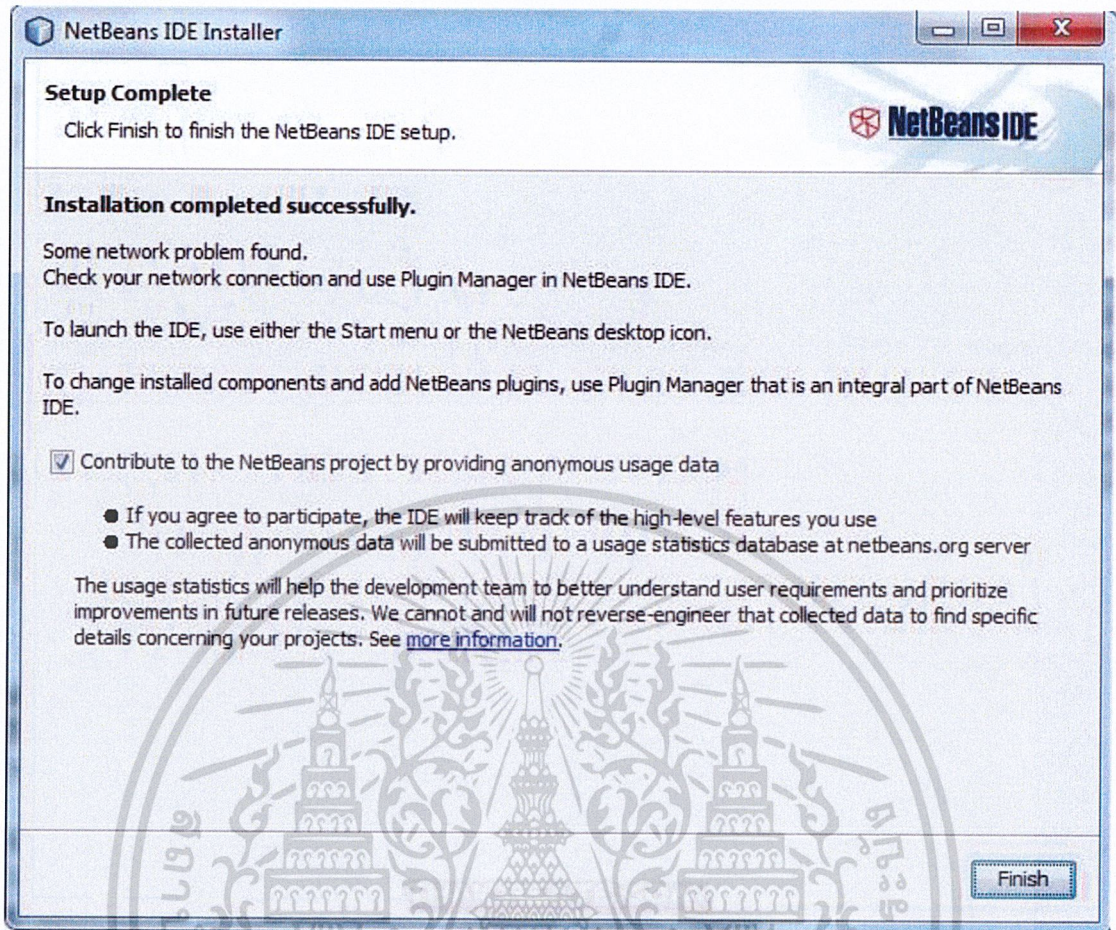 NetBeans IDE Installer
Setup Complete
Click Finish to finish the NetBeans IDE setup.
NetBeans IDE
Installation completed successfully.
Some network problem found.
Check your network connection and use Plugin Manager in NetBeans IDE.
To launch the IDE, use either the Start menu or the NetBeans desktop icon.
To change installed components and add NetBeans plugins, use Plugin Manager that is an integral part of NetBeans
IDE.
Contribute to the NetBeans project by providing anonymous usage data
If you agree to participate, the IDE will keep track of the high-level features you use
The collected anonymous data will be submitted to a usage statistics database at netbeans.org server
The usage statistics will help the development team to better understand user requirements and prioritize
improvements in future releases. We cannot and will not reverse-engineer that collected data to find specific
details concerning your projects. See more information.
Finish